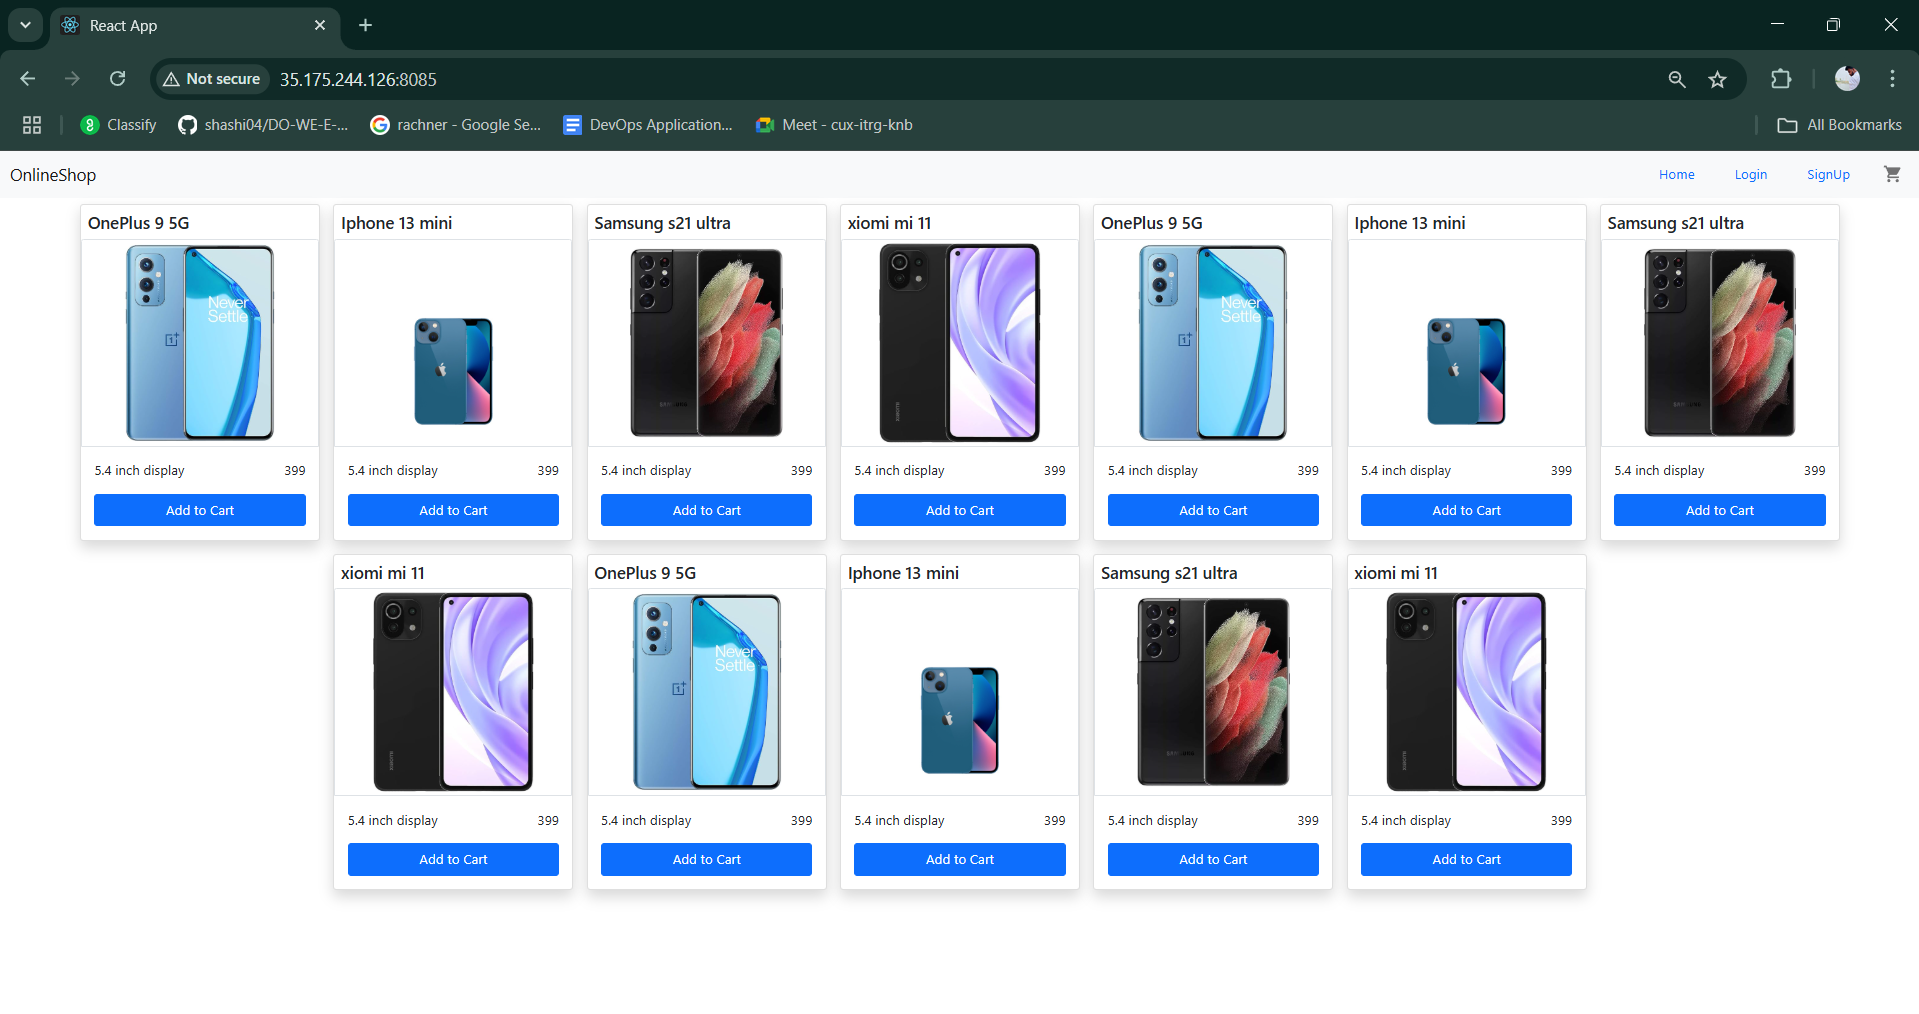 React App
Not secure
35.175.244.126:8085
Classify
shashi04/DO-WE-E-...
rachner - Google Se...
DevOps Application...
Meet - cux-itrg-knb
All Bookmarks
OnlineShop
Home
Login
SignUp
OnePlus 9 5G
Iphone 13 mini
Samsung s21 ultra
xiomi mi 11
OnePlus 9 5G
Iphone 13 mini
Samsung s21 ultra
Never
Settle
SAMSUNG
XIAOMI
Never
Settle
SAMSUNG
5.4 inch display 399
5.4 inch display 399
5.4 inch display 399
5.4 inch display 399
5.4 inch display 399
5.4 inch display 399
5.4 inch display 399
Add to Cart
Add to Cart
Add to Cart
Add to Cart
Add to Cart
Add to Cart
Add to Cart
xiomi mi 11
OnePlus 9 5G
Iphone 13 mini
Samsung s21 ultra
xiomi mi 11
XIAOMI
Never
Settle
SAMSUNG
XIAOMI
5.4 inch display 399
5.4 inch display 399
5.4 inch display 399
5.4 inch display 399
5.4 inch display 399
Add to Cart
Add to Cart
Add to Cart
Add to Cart
Add to Cart